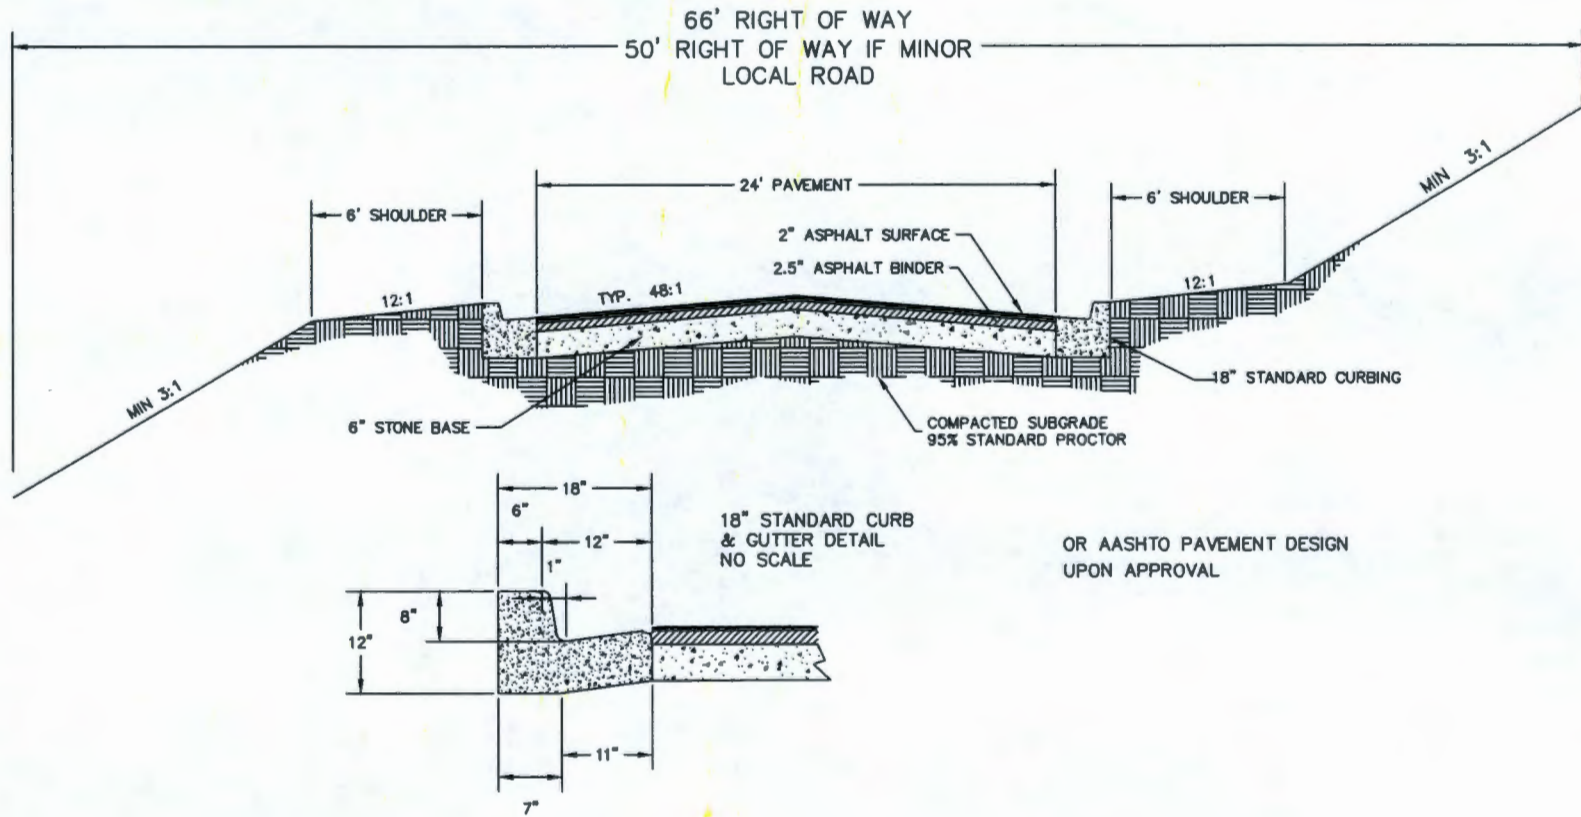 66' RIGHT OF WAY
50' RIGHT OF WAY IF MINOR
LOCAL ROAD
MIN 3:1
24' PAVEMENT
6' SHOULDER
6' SHOULDER
2" ASPHALT SURFACE
2.5" ASPHALT BINDER
12:1
TYP. 48:1
12:1
MIN 3:1
18" STANDARD CURBING
6" STONE BASE
COMPACTED SUBGRADE
95% STANDARD PROCTOR
18"
6"
12"
1"
18" STANDARD CURB
& GUTTER DETAIL
NO SCALE
OR AASHTO PAVEMENT DESIGN
UPON APPROVAL
8"
12"
11"
7"